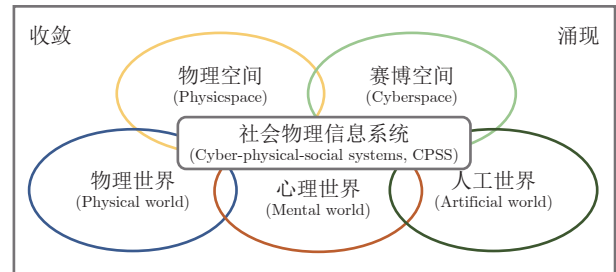 收敛
涌现
物理空间
(Physicspace)
赛博空间
(Cyberspace)
社会物理信息系统
(Cyber-physical-social systems, CPSS)
物理世界
(Physical world)
心理世界
(Mental world)
人工世界
(Artificial world)